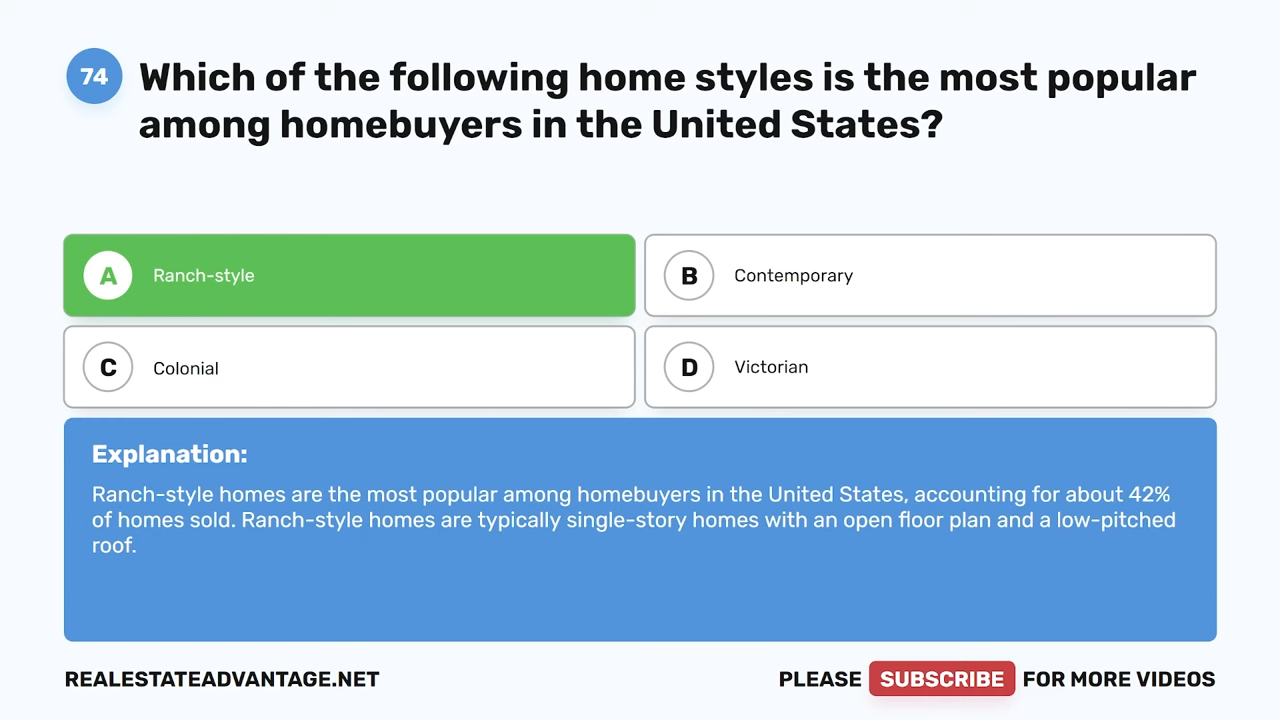 74
Which of the following home styles is the most popular
among homebuyers in the United States?
A Ranch-style
B Contemporary
C Colonial
D Victorian
Explanation:
Ranch-style homes are the most popular among homebuyers in the United States, accounting for about 42%
of homes sold. Ranch-style homes are typically single-story homes with an open floor plan and a low-pitched
roof.
REALESTATEADVANTAGE.NET
PLEASE SUBSCRIBE FOR MORE VIDEOS